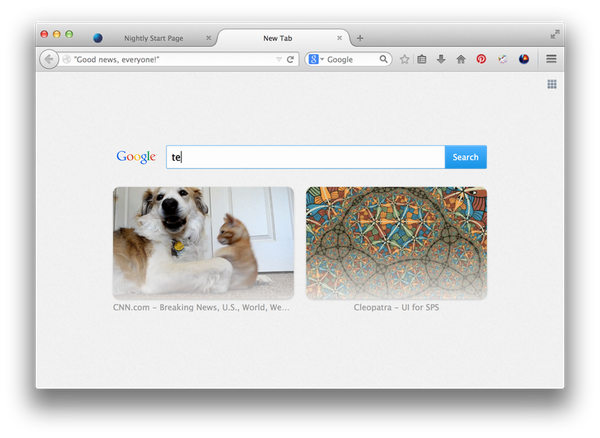 Nightly Start Page
New Tab
"Good news, everyone!"
Google
Google
te
Search
CNN.com – Breaking News, U.S., World, We...
Cleopatra – UI for SPS